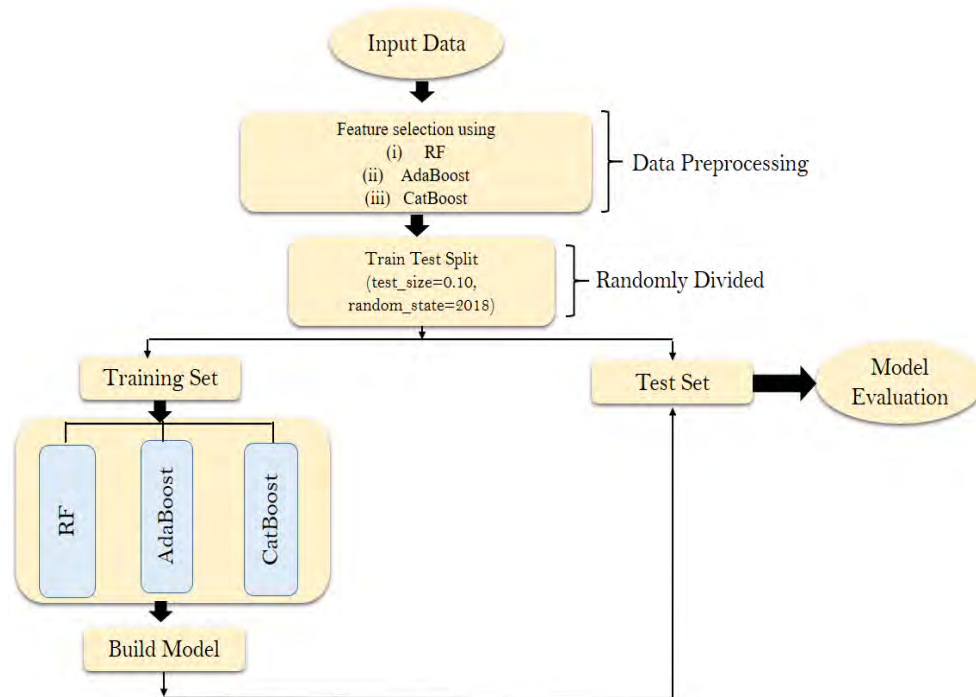 Input Data
Feature selection using
(i) RF
(ii) AdaBoost
(iii) CatBoost
Data Preprocessing
Train Test Split
(test_size=0.10,
random_state=2018)
Randomly Divided
Training Set
Test Set
Model
Evaluation
RF
AdaBoost
CatBoost
Build Model